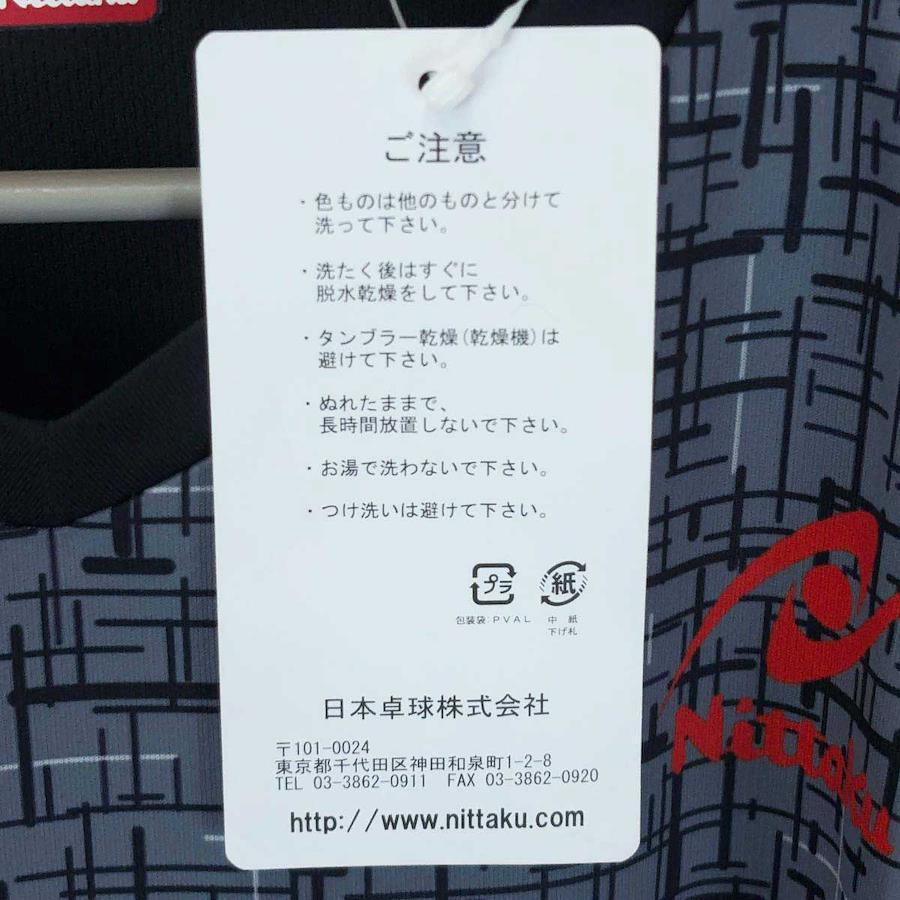 Nittaku
ご注意
・色ものは他のものと分けて
洗って下さい。
・洗たく後はすぐに
脱水乾燥をして下さい。
・タンブラー乾燥(乾燥機)は
避けて下さい。
・ぬれたままで、
長時間放置しないで下さい。
・お湯で洗わないで下さい。
・つけ洗いは避けて下さい。
プラ 紙
包装袋:PVAL 中 紙
下げ札
日本卓球株式会社
〒101-0024
東京都千代田区神田和泉町1-2-8
TEL 03-3862-0911 FAX 03-3862-0920
http://www.nittaku.com
Nittaku